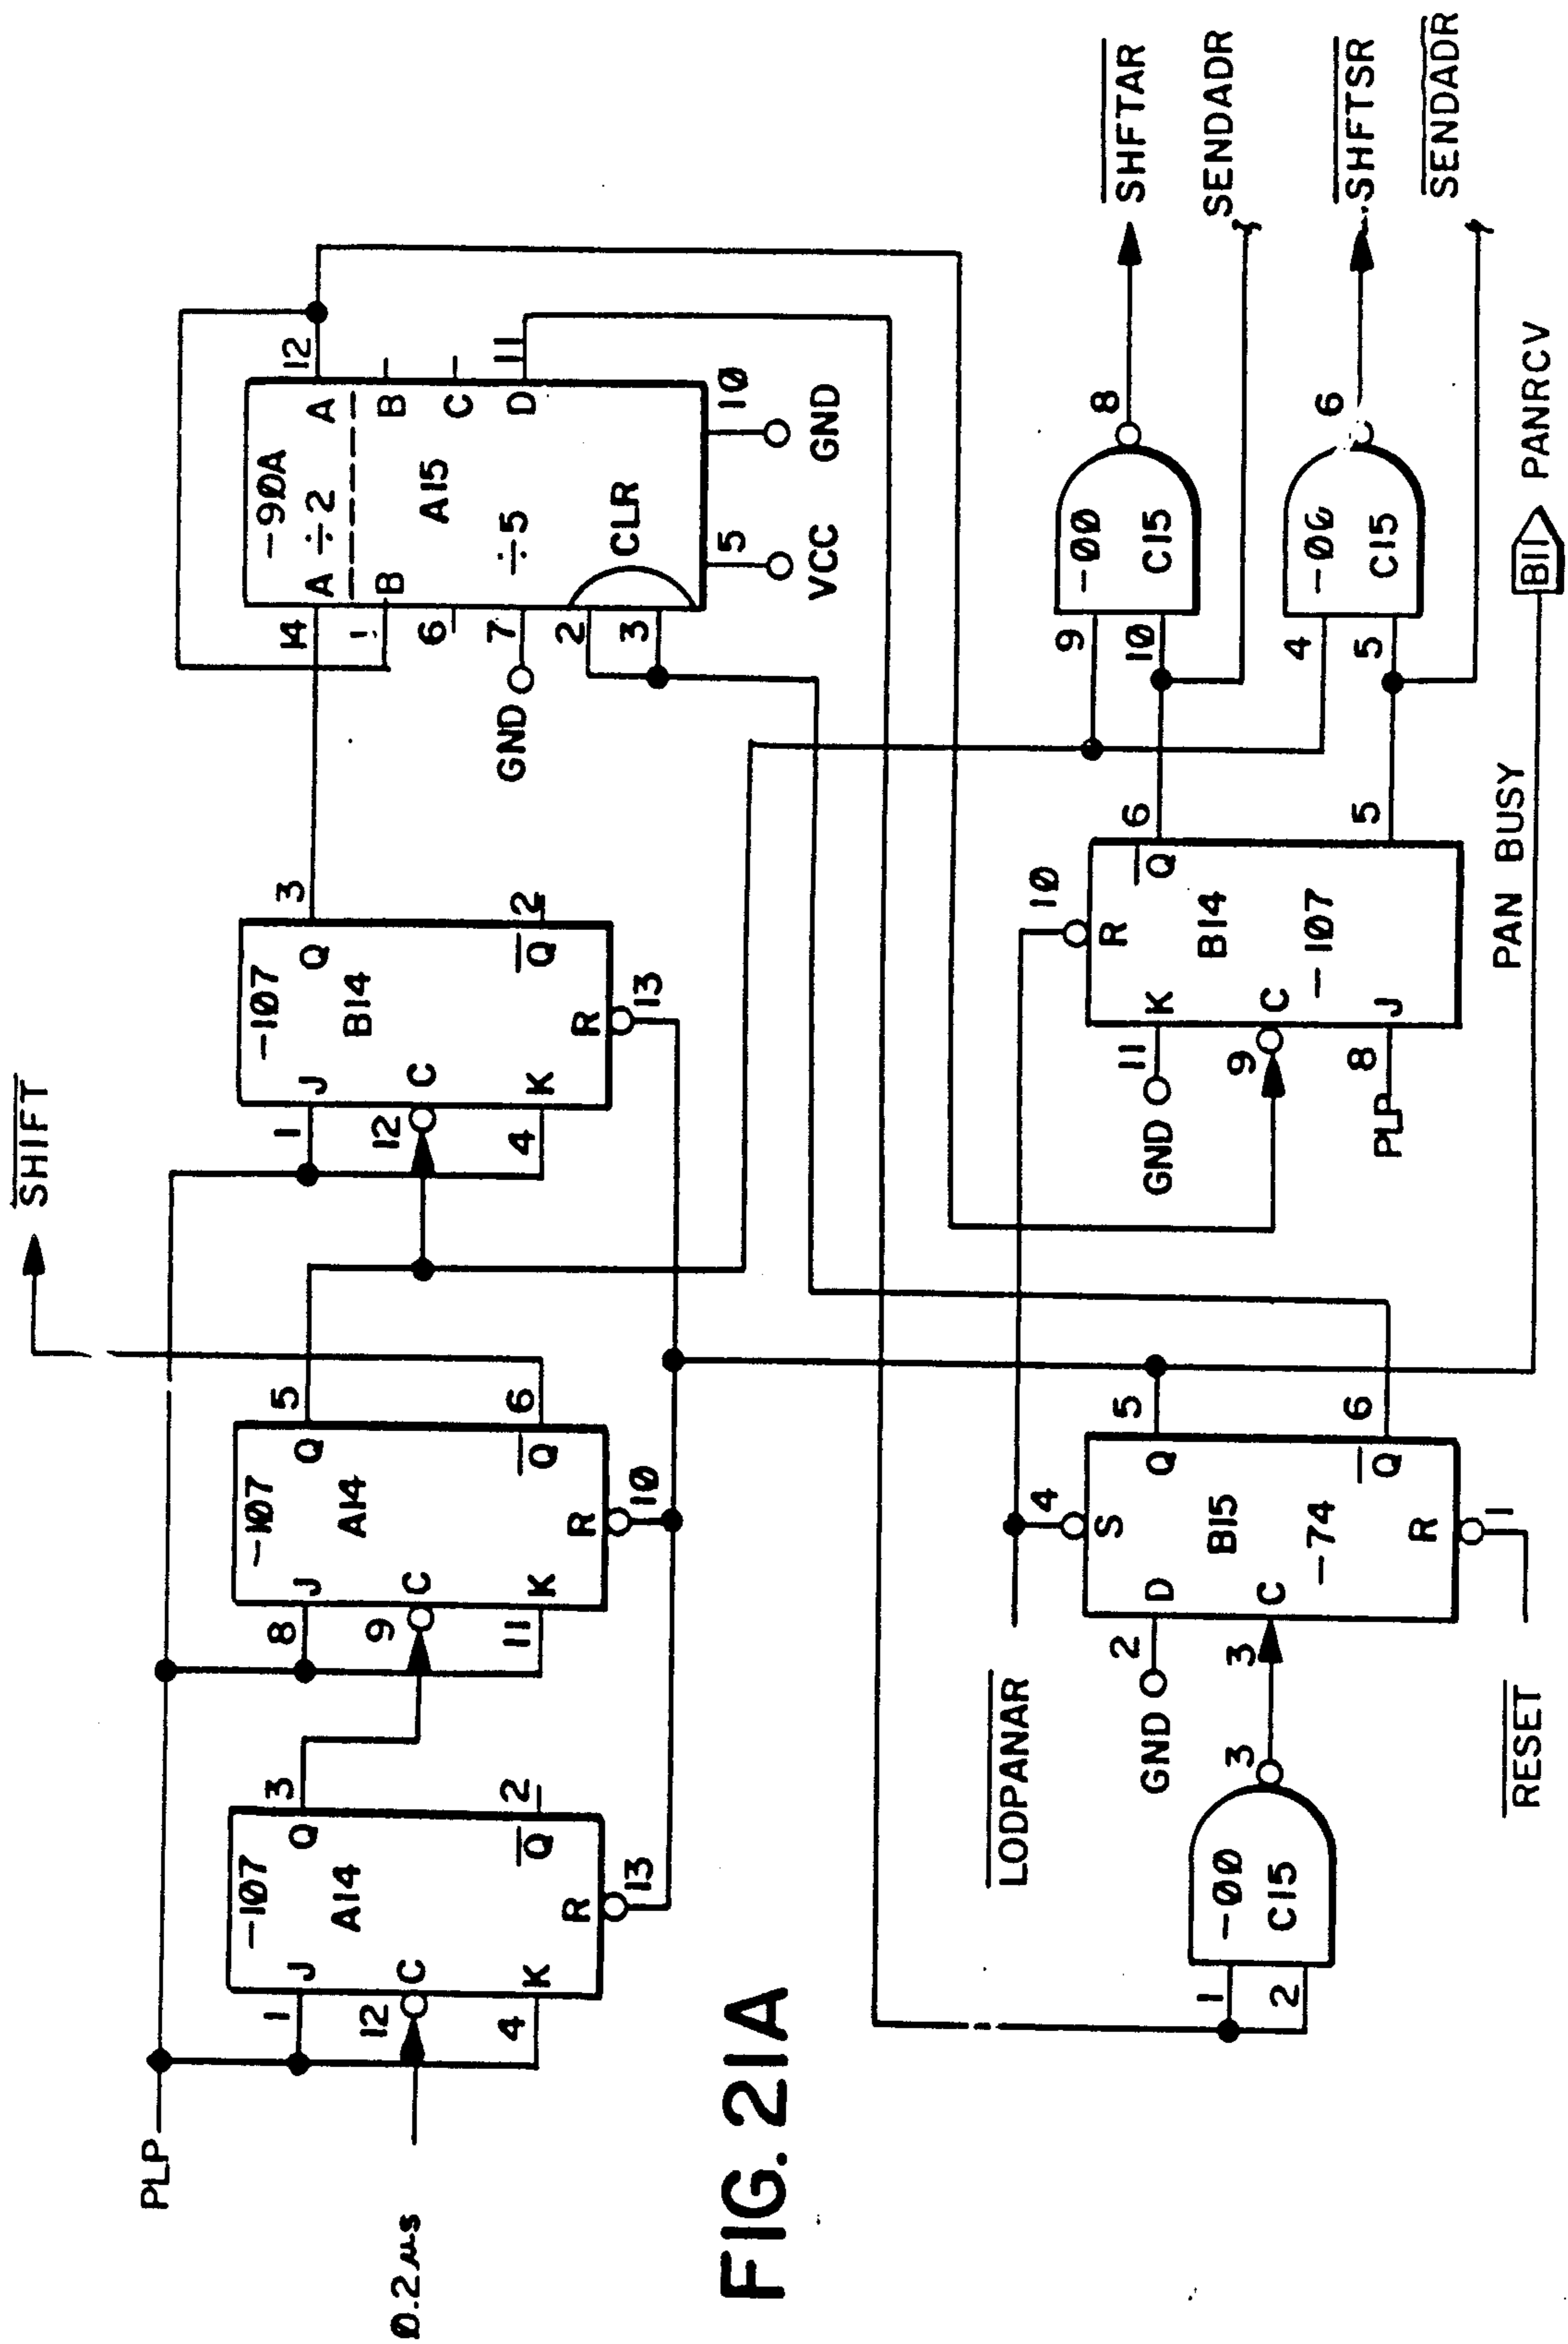 SHIFT
PLP
0.2 μs
-107
A14
J
C
K
Q
Q
R
1
12
4
3
2
13
-107
A14
J
C
K
Q
Q
R
8
9
11
5
6
10
-107
B14
J
C
K
Q
Q
R
1
12
4
3
2
13
-90A
A ÷2 A
B B
A15
C
÷5 D
CLR
14
1
6
7
2
3
12
11
GND
5
VCC
10
GND
LODPANAR
-00
C15
1
2
3
GND
2
3
D
C
S
B15
-74
R
Q
Q
4
5
6
1
RESET
GND
11
9
8
PLP
K
C
J
R
B14
-107
Q
10
6
5
9
10
-00
C15
8
SHFTAR
SENDADR
4
5
C15
6
SHFTSR
SENDADR
PAN BUSY
B11
PANRCV
FIG. 21A